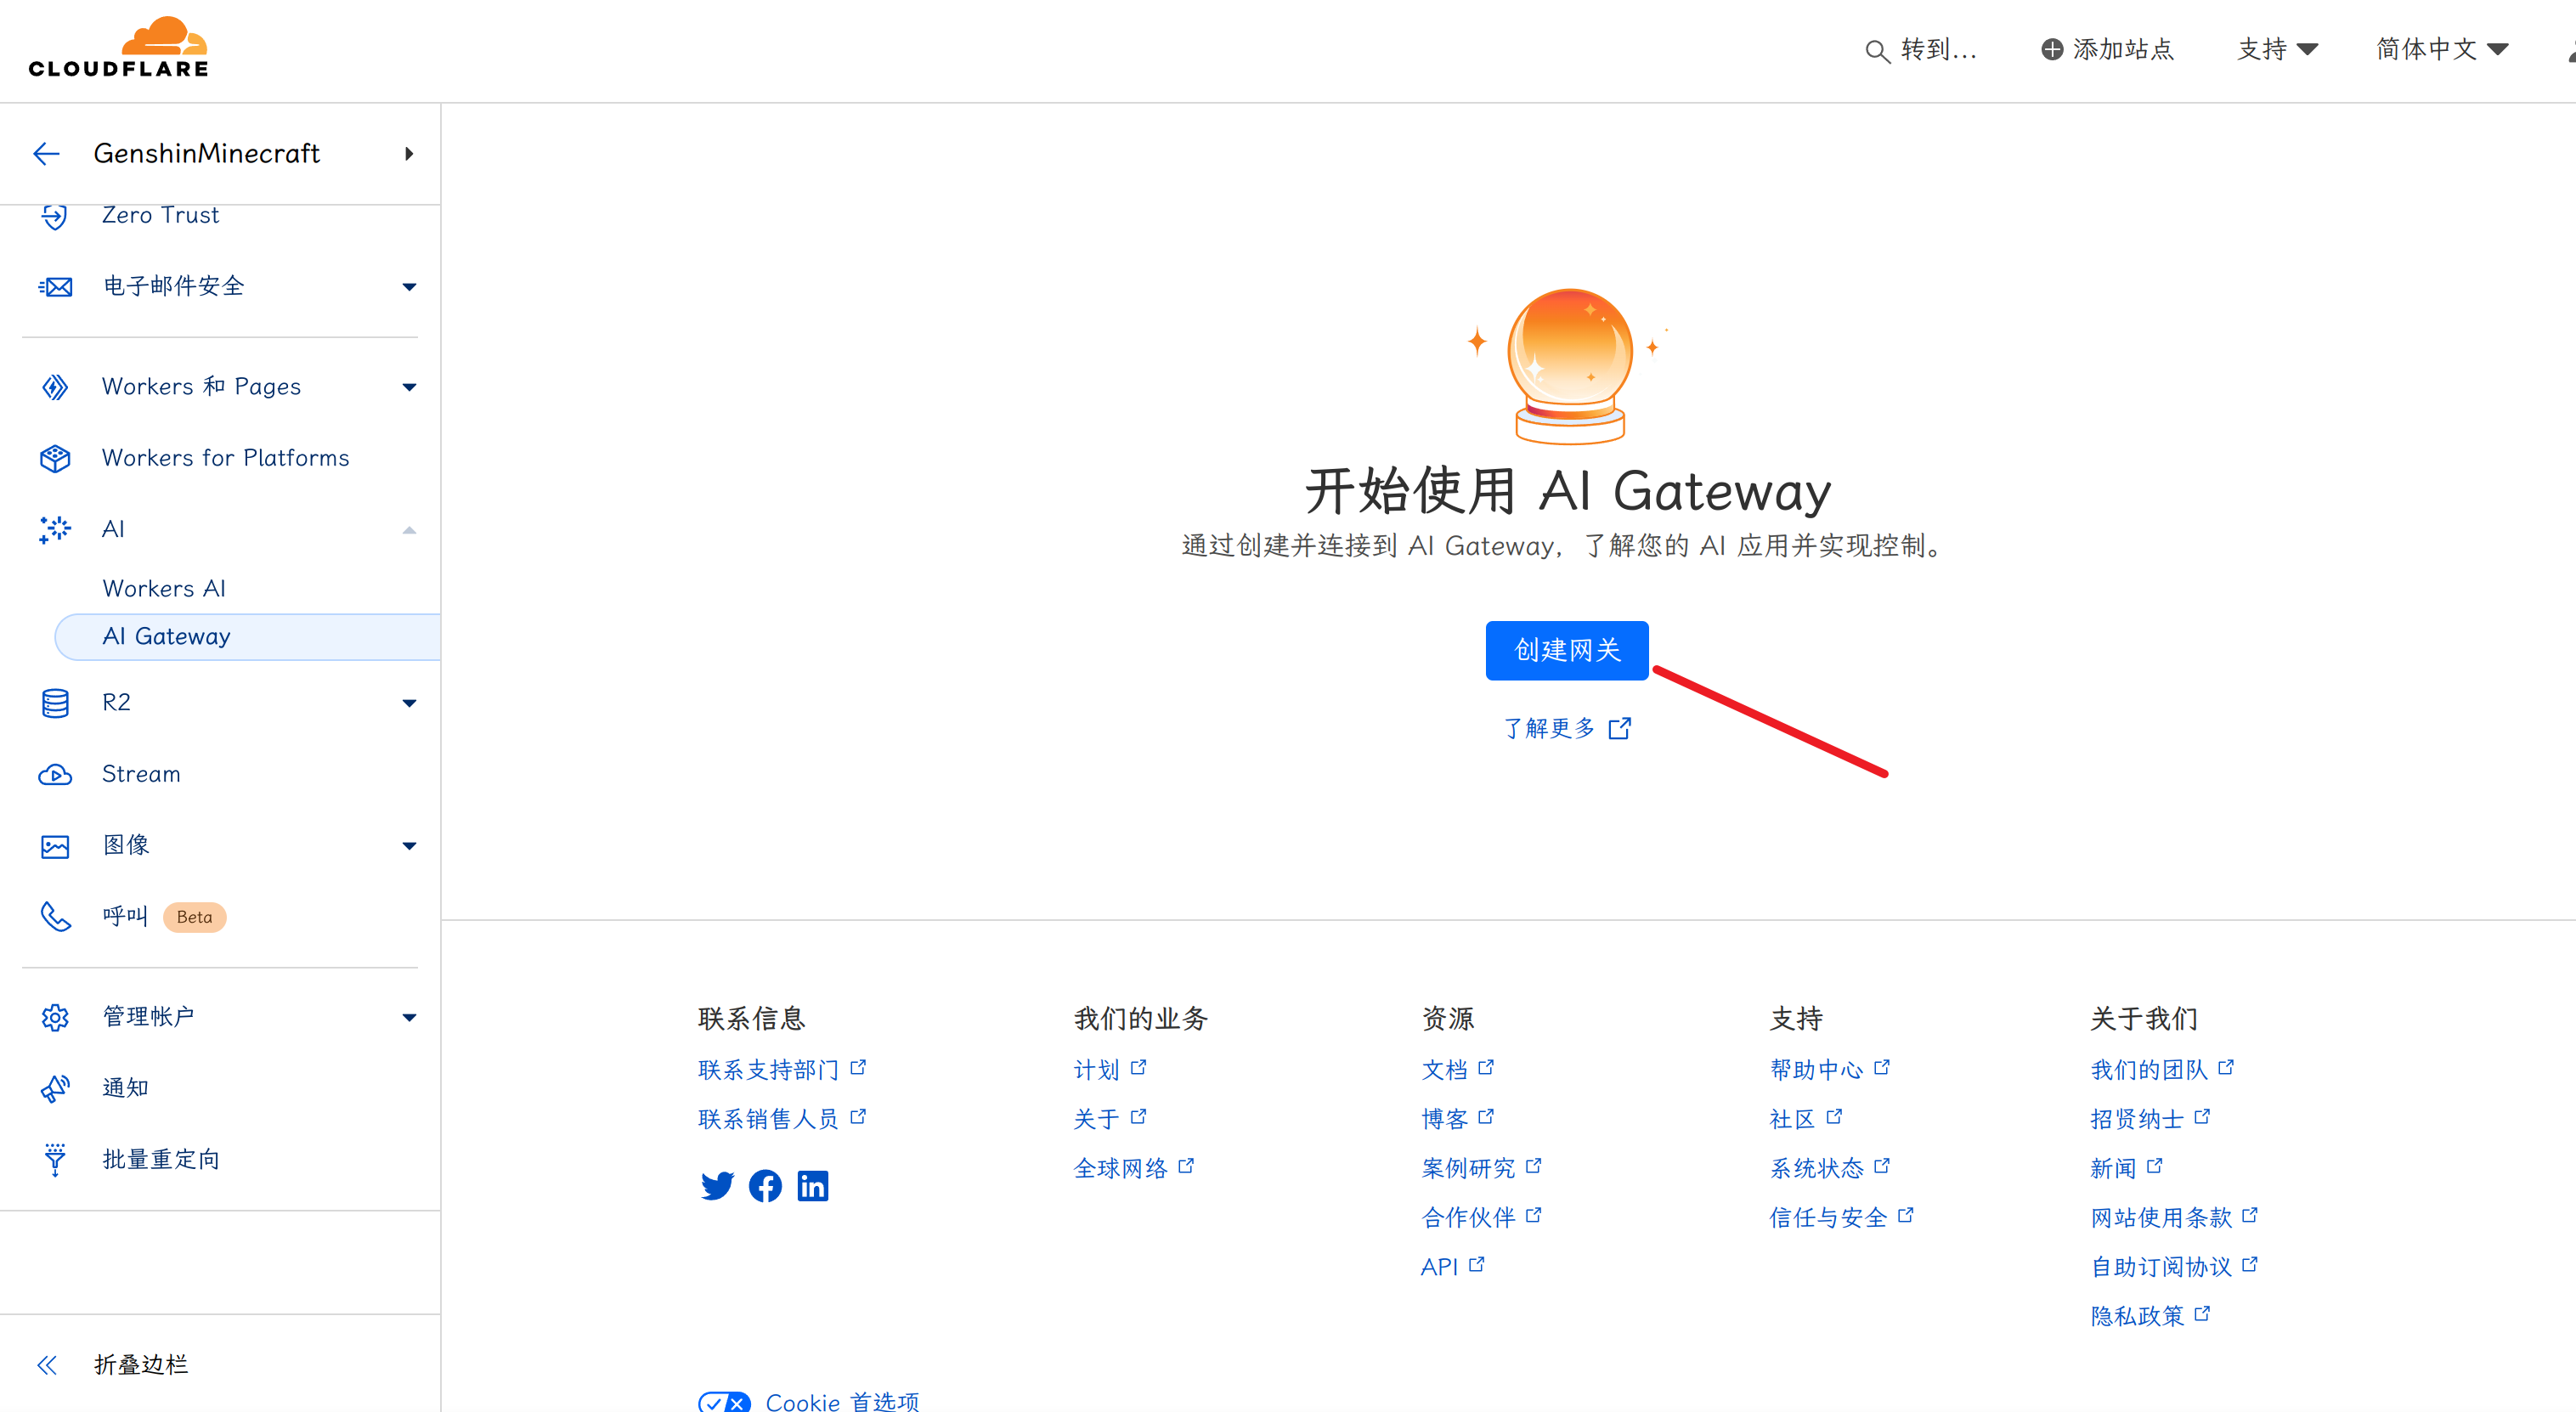 CLOUDFLARE
转到...
添加站点
支持
简体中文
GenshinMinecraft
Zero Trust
电子邮件安全
Workers 和 Pages
Workers for Platforms
AI
Workers AI
AI Gateway
R2
Stream
图像
呼叫 Beta
管理帐户
通知
批量重定向
折叠边栏
开始使用 AI Gateway
通过创建并连接到 AI Gateway，了解您的 AI 应用并实现控制。
创建网关
了解更多
联系信息
联系支持部门
联系销售人员
我们的业务
计划
关于
全球网络
资源
文档
博客
案例研究
合作伙伴
API
支持
帮助中心
社区
系统状态
信任与安全
关于我们
我们的团队
招贤纳士
新闻
网站使用条款
自助订阅协议
隐私政策
Cookie 首选项